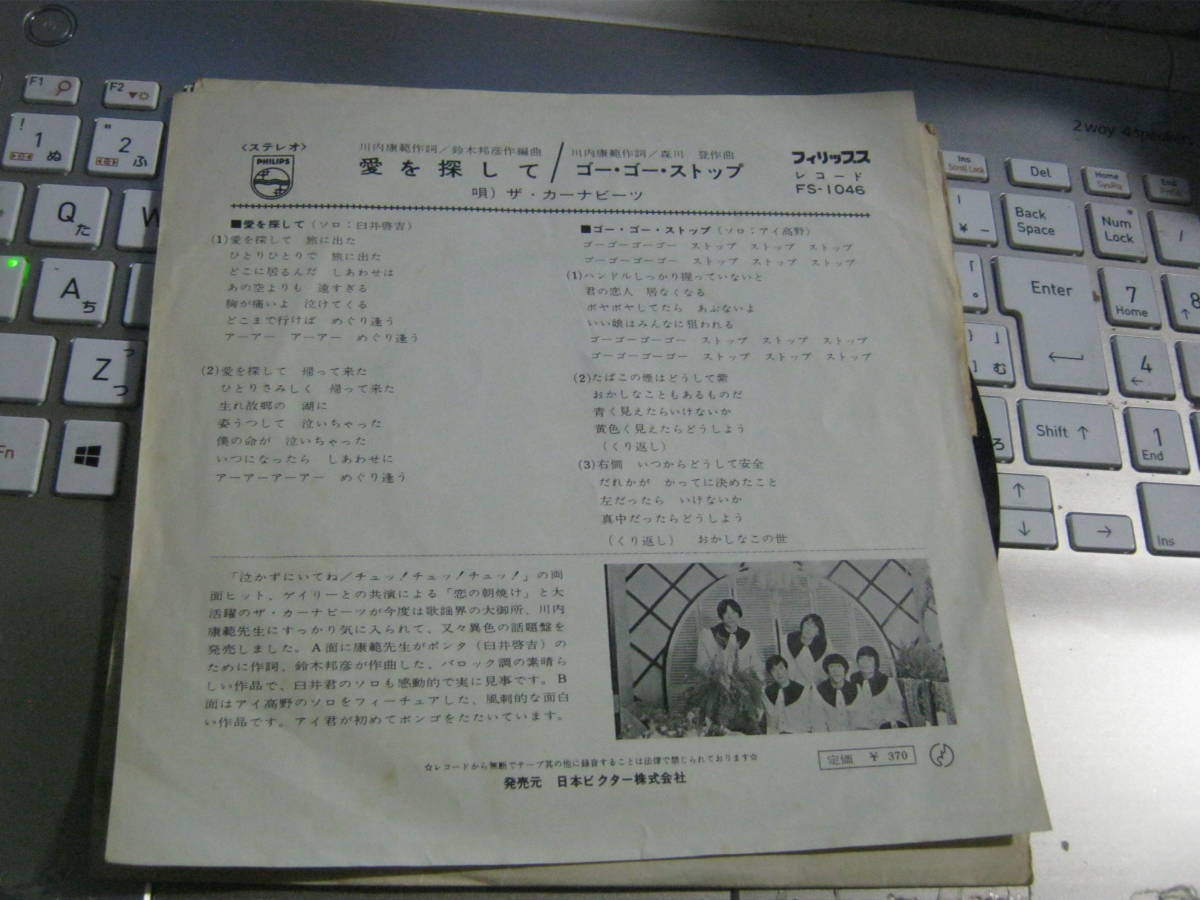 〈ステレオ〉
PHILIPS
川内康範作詞／鈴木邦彦作編曲
愛を探して
川内康範作詞／森川 登作曲
ゴー・ゴー・ストップ
唄）ザ・カーナビーツ
フィリップス
レコード
FS-1046
■愛を探して（ソロ：臼井啓吉）
(1)愛を探して 旅に出た
ひとりひとりで 旅に出た
どこに居るんだ しあわせは
あの空よりも 遠すぎる
胸が痛いよ 泣けてくる
どこまで行けば めぐり逢う
アーアー アーアー めぐり逢う
(2)愛を探して 帰って来た
ひとりさみしく 帰って来た
生れ故郷の 湖に
姿うつして 泣いちゃった
僕の命が 泣いちゃった
いつになったら しあわせに
アーアーアーアー めぐり逢う
■ゴー・ゴー・ストップ（ソロ：アイ高野）
ゴーゴーゴーゴー ストップ ストップ ストップ
ゴーゴーゴーゴー ストップ ストップ ストップ
(1)ハンドルしっかり握っていないと
君の恋人 居なくなる
ボヤボヤしてたら あぶないよ
いい娘はみんなに狙われる
ゴーゴーゴーゴー ストップ ストップ ストップ
ゴーゴーゴーゴー ストップ ストップ ストップ
(2)たばこの煙はどうして紫
おかしなこともあるものだ
青く見えたらいけないか
黄色く見えたらどうしよう
（くり返し）
(3)右側 いつからどうして安全
だれかが かってに決めたこと
左だったら いけないか
真中だったらどうしよう
（くり返し） おかしなこの世
「泣かずにいてね／チュッ！チュッ！チュッ！」の両
面ヒット、ゲイリーとの共演による「恋の朝焼け」と大
活躍のザ・カーナビーツが今度は歌謡界の大御所、川内
康範先生にすっかり気に入られて、又々異色の話題盤を
発売しました。A面に康範先生がポンタ（臼井啓吉）の
ために作詞、鈴木邦彦が作曲した、バロック調の素晴ら
しい作品で、臼井君のソロも感動的で実に見事です。B
面はアイ高野のソロをフィーチュアした、風刺的な面白
い作品です。アイ君が初めてボンゴをたたいています。
☆レコードから無断でテープ其の他に録音することは法律で禁じられております☆
発売元 日本ビクター株式会社
定価 ￥370
F1
F2
!
1
ぬ
"
2
ふ
Q
た
W
A
ち
Z
っ
つ
Fn
2way 4speakers
Ins
Scroll Lock
Del
Home
SysRq
End
￥
Back
Space
Num
Lock
/
Enter
7
Home
8
む
4
ろ
Shift ↑
1
End
↑
↓
→
Ins